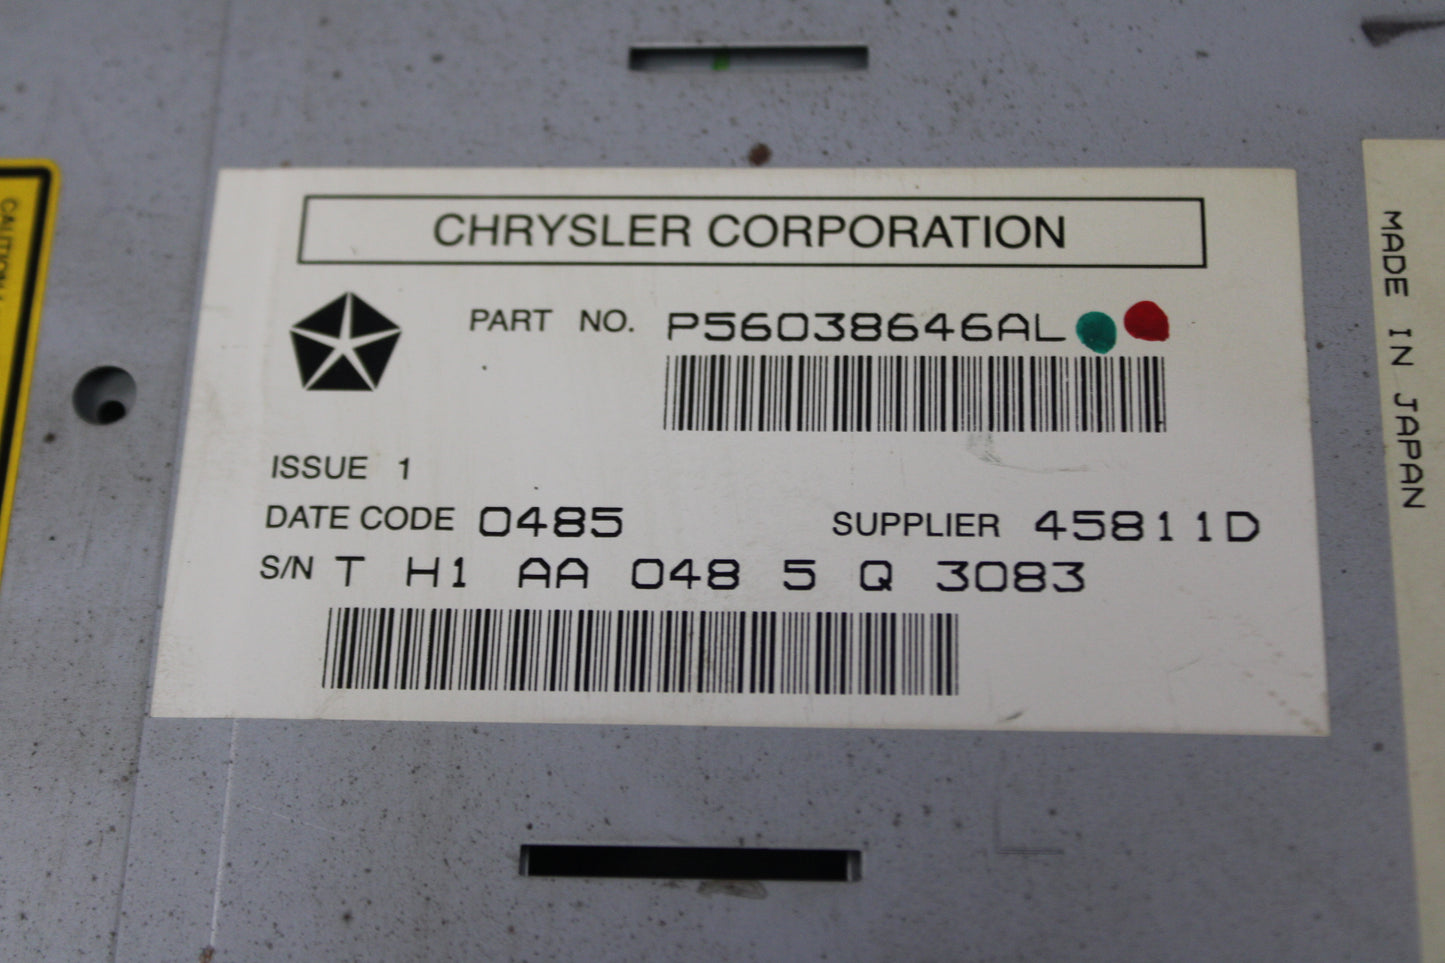 CHRYSLER CORPORATION
PART NO. P56038646AL
ISSUE 1
DATE CODE 0485 SUPPLIER 45811D
S/N T H1 AA 048 5 Q 3083
MADE IN JAPAN
CAUTION